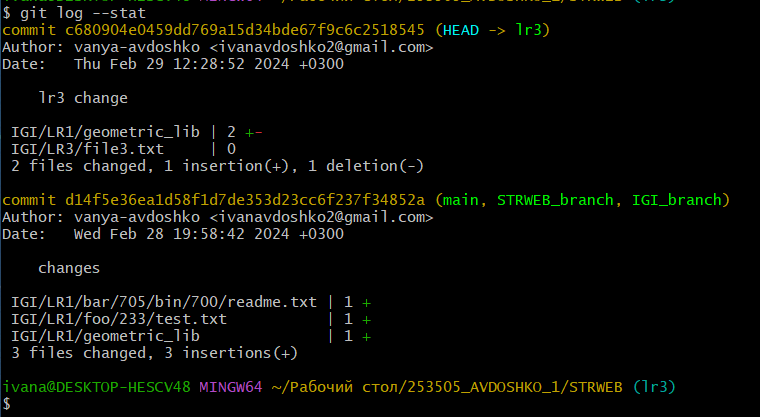 $ git log --stat
commit c680904e0459dd769a15d34bde67f9c6c2518545 (HEAD -> lr3)
Author: vanya-avdoshko <ivanavdoshko2@gmail.com>
Date:   Thu Feb 29 12:28:52 2024 +0300
    lr3 change
 IGI/LR1/geometric_lib | 2 +-
 IGI/LR3/file3.txt     | 0
 2 files changed, 1 insertion(+), 1 deletion(-)
commit d14f5e36ea1d58f1d7de353d23cc6f237f34852a (main, STRWEB_branch, IGI_branch)
Author: vanya-avdoshko <ivanavdoshko2@gmail.com>
Date:   Wed Feb 28 19:58:42 2024 +0300
    changes
 IGI/LR1/bar/705/bin/700/readme.txt | 1 +
 IGI/LR1/foo/233/test.txt           | 1 +
 IGI/LR1/geometric_lib              | 1 +
 3 files changed, 3 insertions(+)
ivana@DESKTOP-HESCV48 MINGW64 ~/Рабочий стол/253505_AVDOSHKO_1/STRWEB (lr3)
$